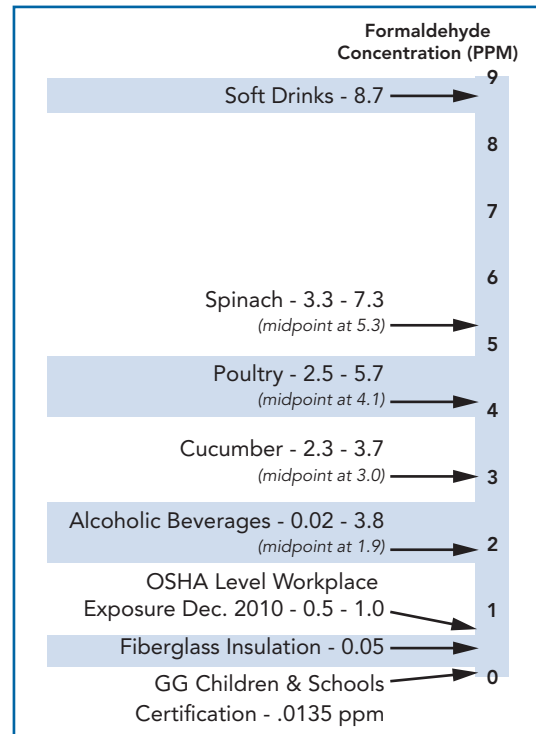 Formaldehyde
Concentration (PPM)
9
Soft Drinks - 8.7
8
7
6
Spinach - 3.3 - 7.3
(midpoint at 5.3)
5
Poultry - 2.5 - 5.7
(midpoint at 4.1)
4
Cucumber - 2.3 - 3.7
(midpoint at 3.0)
3
Alcoholic Beverages - 0.02 - 3.8
(midpoint at 1.9)
2
OSHA Level Workplace
Exposure Dec. 2010 - 0.5 - 1.0
1
Fiberglass Insulation - 0.05
GG Children & Schools
0
Certification - .0135 ppm